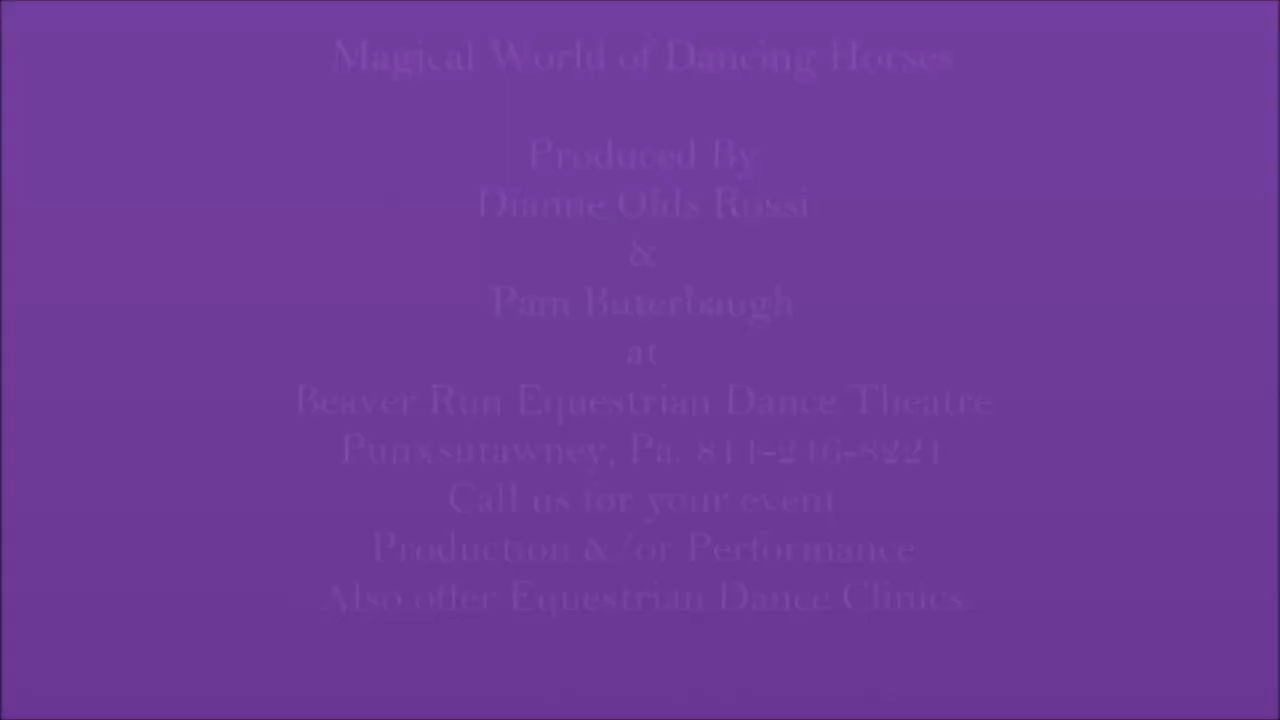 Magical World of Dancing Horses
Produced By
Dianne Olds Rossi
&
Pam Buterbaugh
at
Beaver Run Equestrian Dance Theatre
Punxsutawney, Pa.
Call us for your event
Production &/or Performance
Also offer Equestrian Dance Clinics